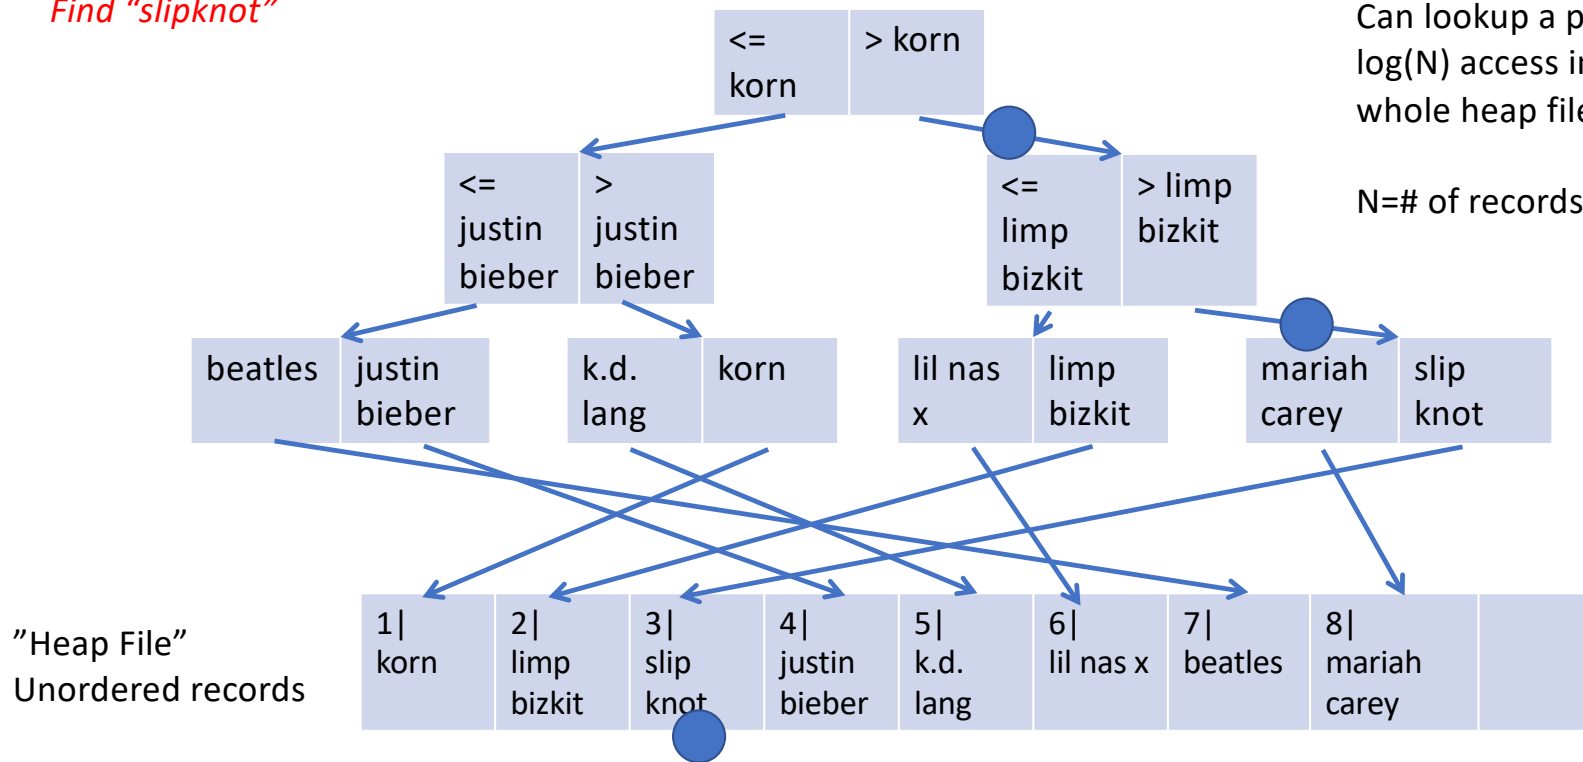 Find “slipknot”
Can lookup a p
log(N) access i
whole heap file
N=# of records
<=
korn
> korn
<=
justin
bieber
>
justin
bieber
<=
limp
bizkit
> limp
bizkit
beatles
justin
bieber
k.d.
lang
korn
lil nas
x
limp
bizkit
mariah
carey
slip
knot
”Heap File”
Unordered records
1|
korn
2|
limp
bizkit
3|
slip
knot
4|
justin
bieber
5|
k.d.
lang
6|
lil nas x
7|
beatles
8|
mariah
carey